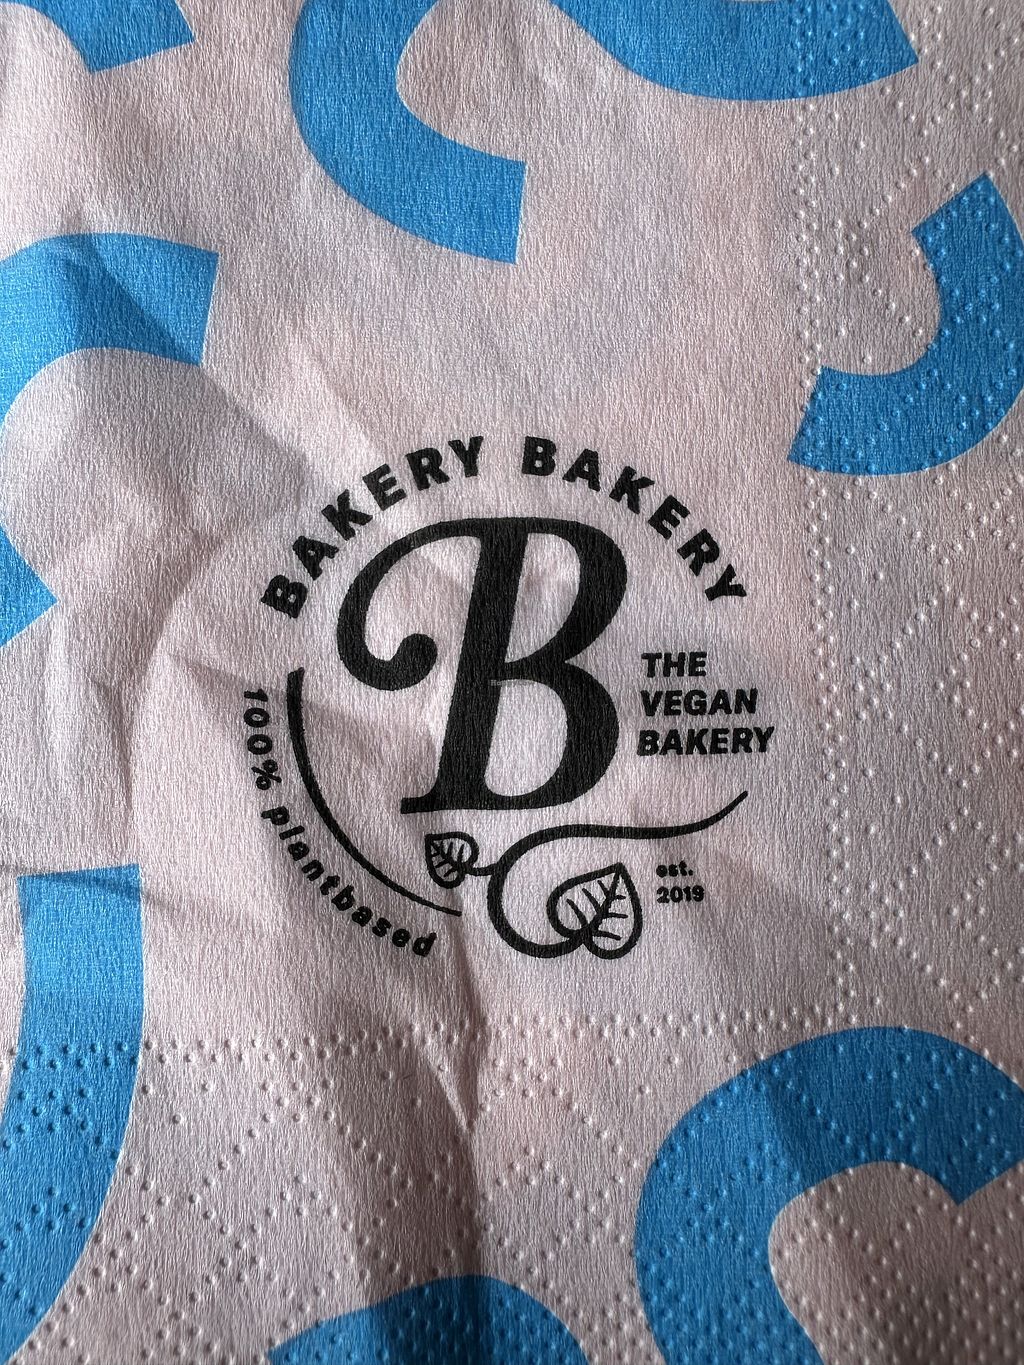 BAKERY BAKERY
B
THE
VEGAN
BAKERY
100% plantbased
est.
2019